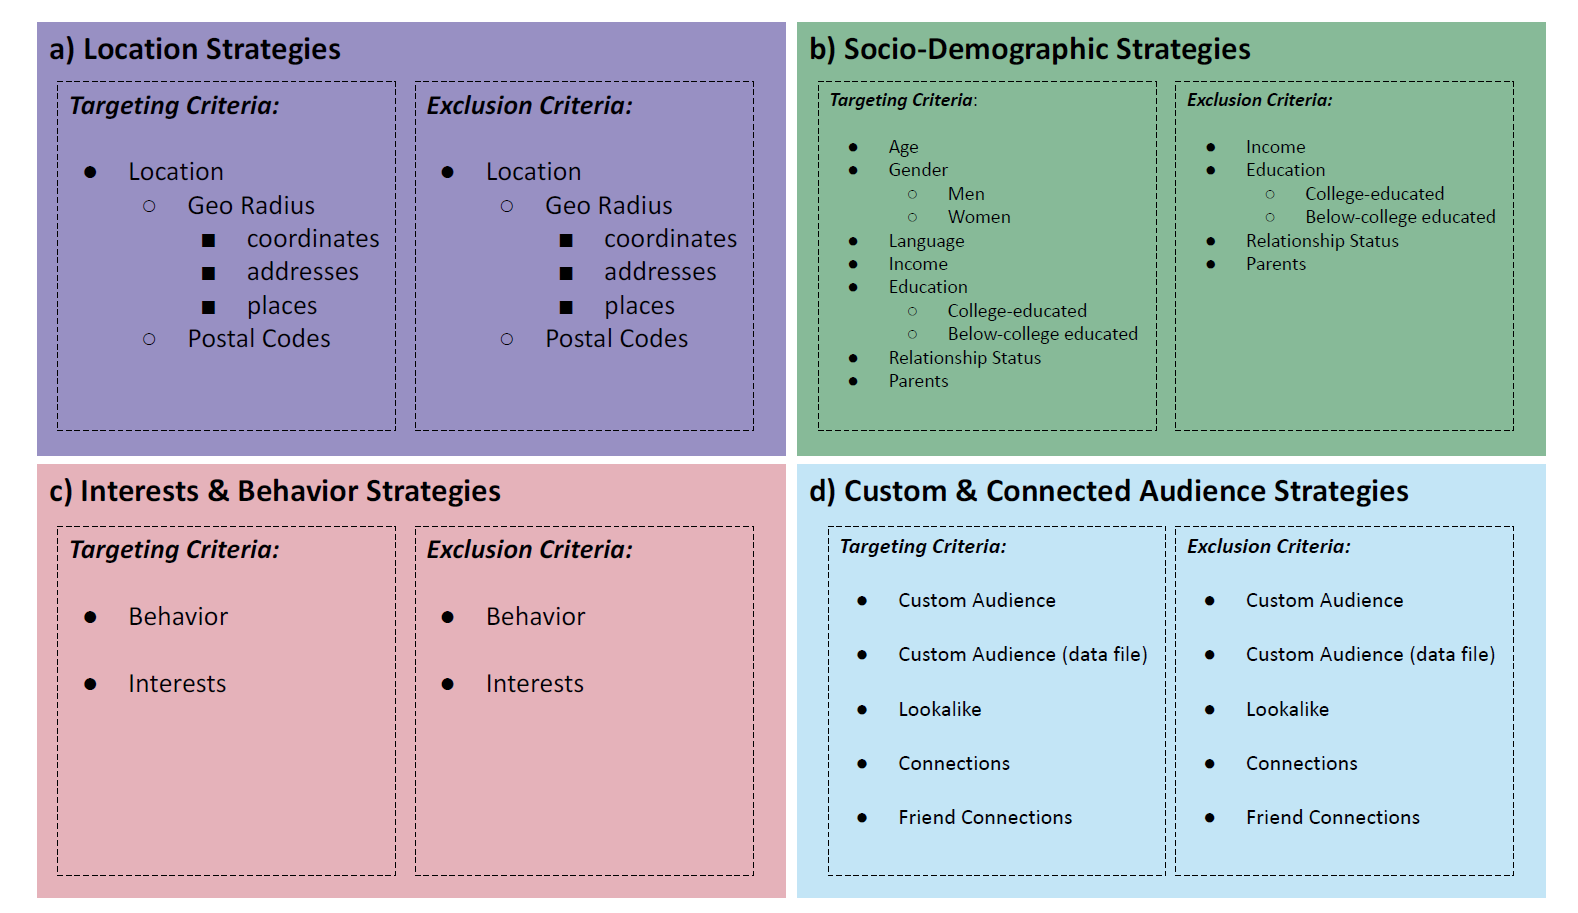 a) Location Strategies
Targeting Criteria:
● Location
○ Geo Radius
■ coordinates
■ addresses
■ places
○ Postal Codes
Exclusion Criteria:
● Location
○ Geo Radius
■ coordinates
■ addresses
■ places
○ Postal Codes
b) Socio-Demographic Strategies
Targeting Criteria:
● Age
● Gender
○ Men
○ Women
● Language
● Income
● Education
○ College-educated
○ Below-college educated
● Relationship Status
● Parents
Exclusion Criteria:
● Income
● Education
○ College-educated
○ Below-college educated
● Relationship Status
● Parents
c) Interests & Behavior Strategies
Targeting Criteria:
● Behavior
● Interests
Exclusion Criteria:
● Behavior
● Interests
d) Custom & Connected Audience Strategies
Targeting Criteria:
● Custom Audience
● Custom Audience (data file)
● Lookalike
● Connections
● Friend Connections
Exclusion Criteria:
● Custom Audience
● Custom Audience (data file)
● Lookalike
● Connections
● Friend Connections